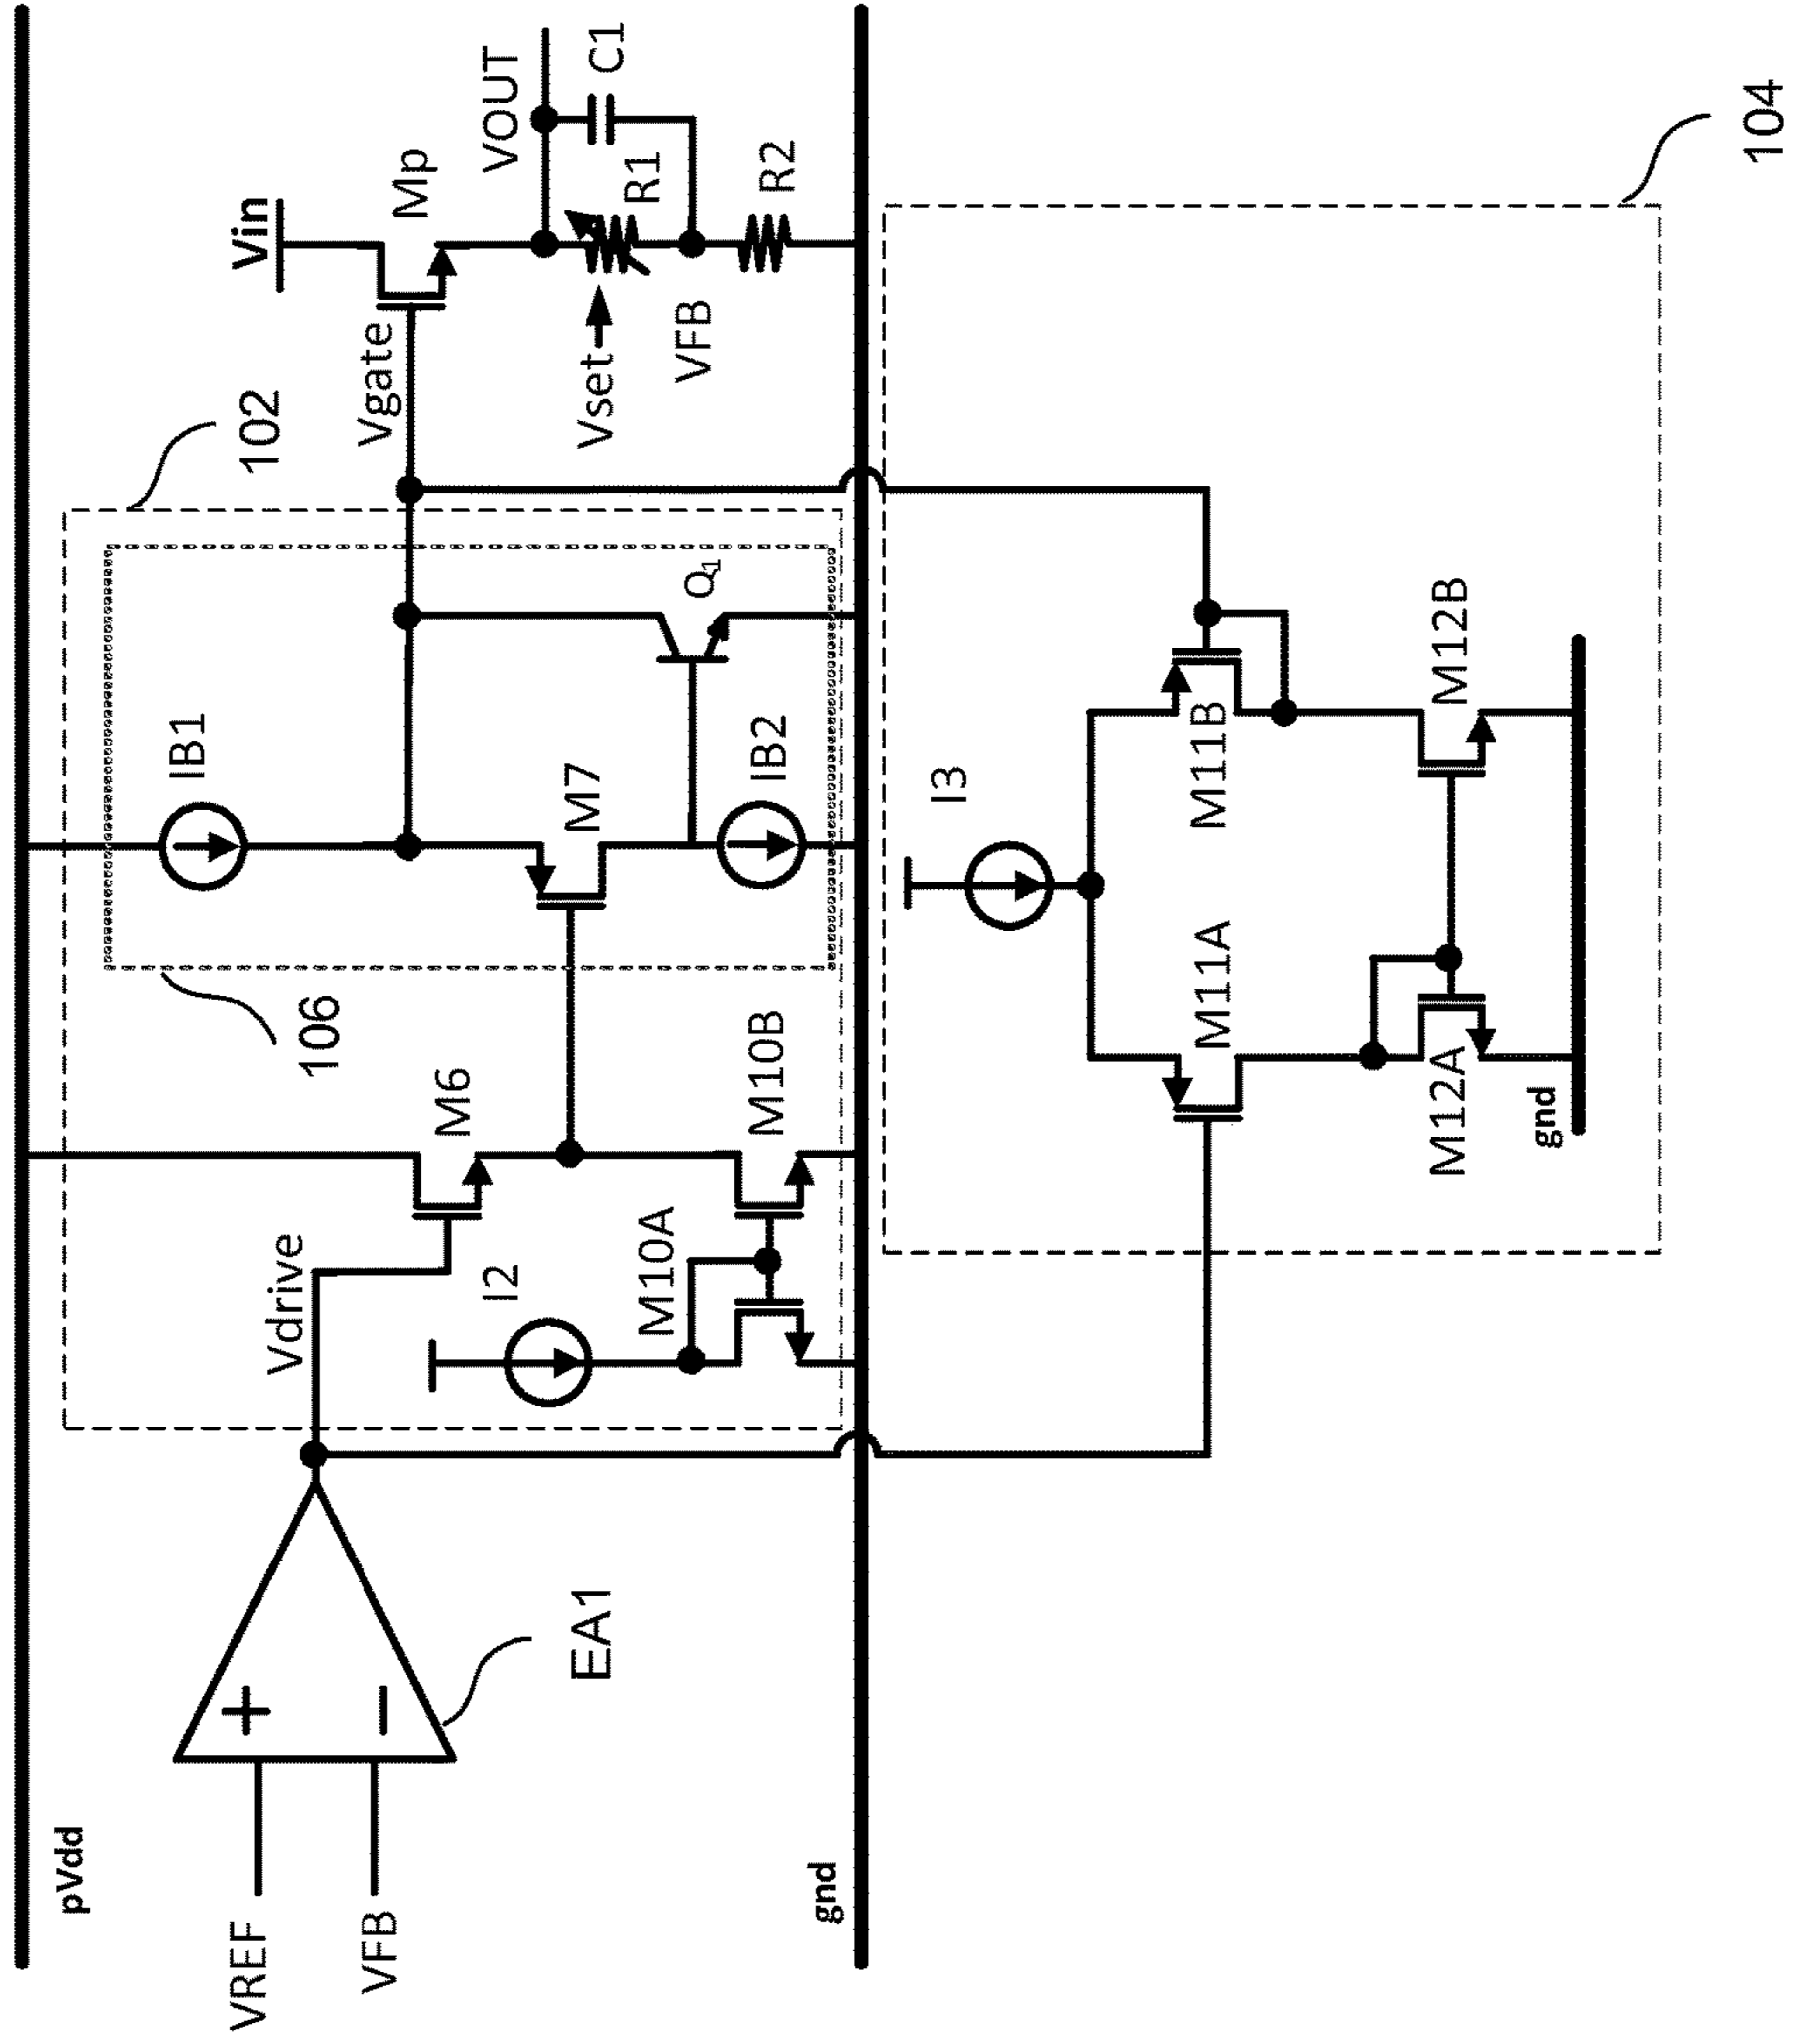 pVdd
VREF
VFB
EA1
gnd
Vdrive
I2
M10A
M6
M10B
106
IB1
M7
IB2
Q1
102
Vgate
Vin
Mp
VOUT
C1
R1
Vset
VFB
R2
104
I3
M11A
M11B
M12A
M12B
gnd